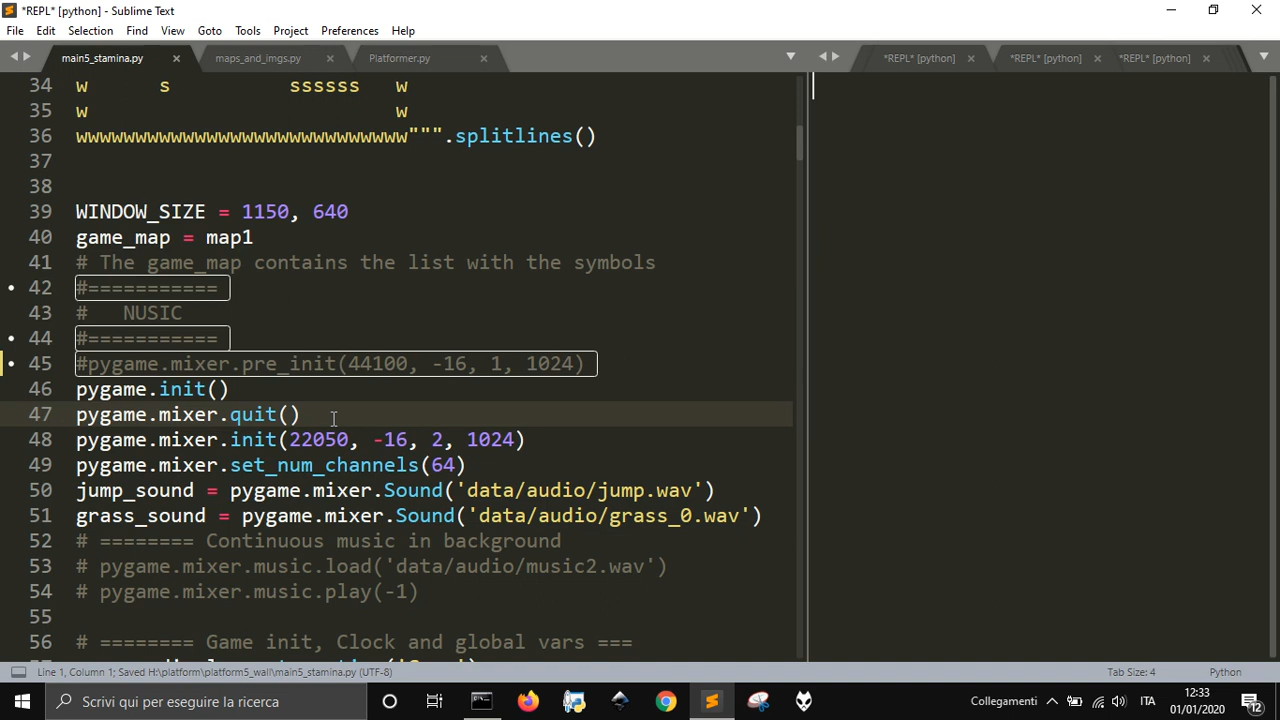 *REPL* [python] - Sublime Text
File Edit Selection Find View Goto Tools Project Preferences Help
main5_stamina.py maps_and_imgs.py Platformer.py *REPL* [python] *REPL* [python] *REPL* [python]
34 w s ssssss w
35 w w
36 wwwwwwwwwwwwwwwwwwwwwwwwwwww""".splitlines()
37
38
39 WINDOW_SIZE = 1150, 640
40 game_map = map1
41 # The game_map contains the list with the symbols
42 #===========
43 # NUSIC
44 #===========
45 #pygame.mixer.pre_init(44100, -16, 1, 1024)
46 pygame.init()
47 pygame.mixer.quit()
48 pygame.mixer.init(22050, -16, 2, 1024)
49 pygame.mixer.set_num_channels(64)
50 jump_sound = pygame.mixer.Sound('data/audio/jump.wav')
51 grass_sound = pygame.mixer.Sound('data/audio/grass_0.wav')
52 # ======== Continuous music in background
53 # pygame.mixer.music.load('data/audio/music2.wav')
54 # pygame.mixer.music.play(-1)
55
56 # ======== Game init, Clock and global vars ===
Line 1, Column 1; Saved H:\platform\platform5_wall\main5_stamina.py (UTF-8) Tab Size: 4 Python
Scrivi qui per eseguire la ricerca Collegamenti ITA 12:33 01/01/2020 12